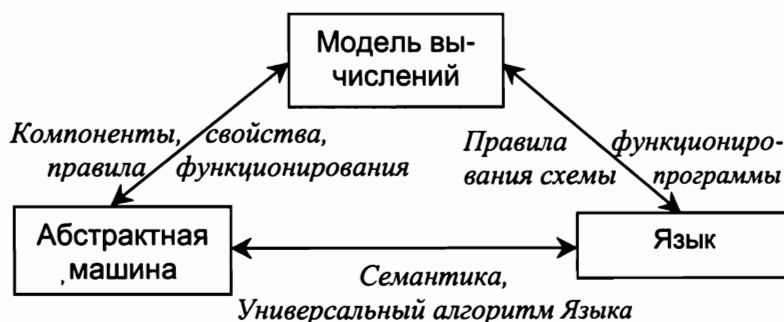 Модель вы-
числений
Компоненты, свойства,
правила функционирования
Правила функциониро-
вания схемы программы
Абстрактная
машина
Язык
Семантика,
Универсальный алгоритм Языка